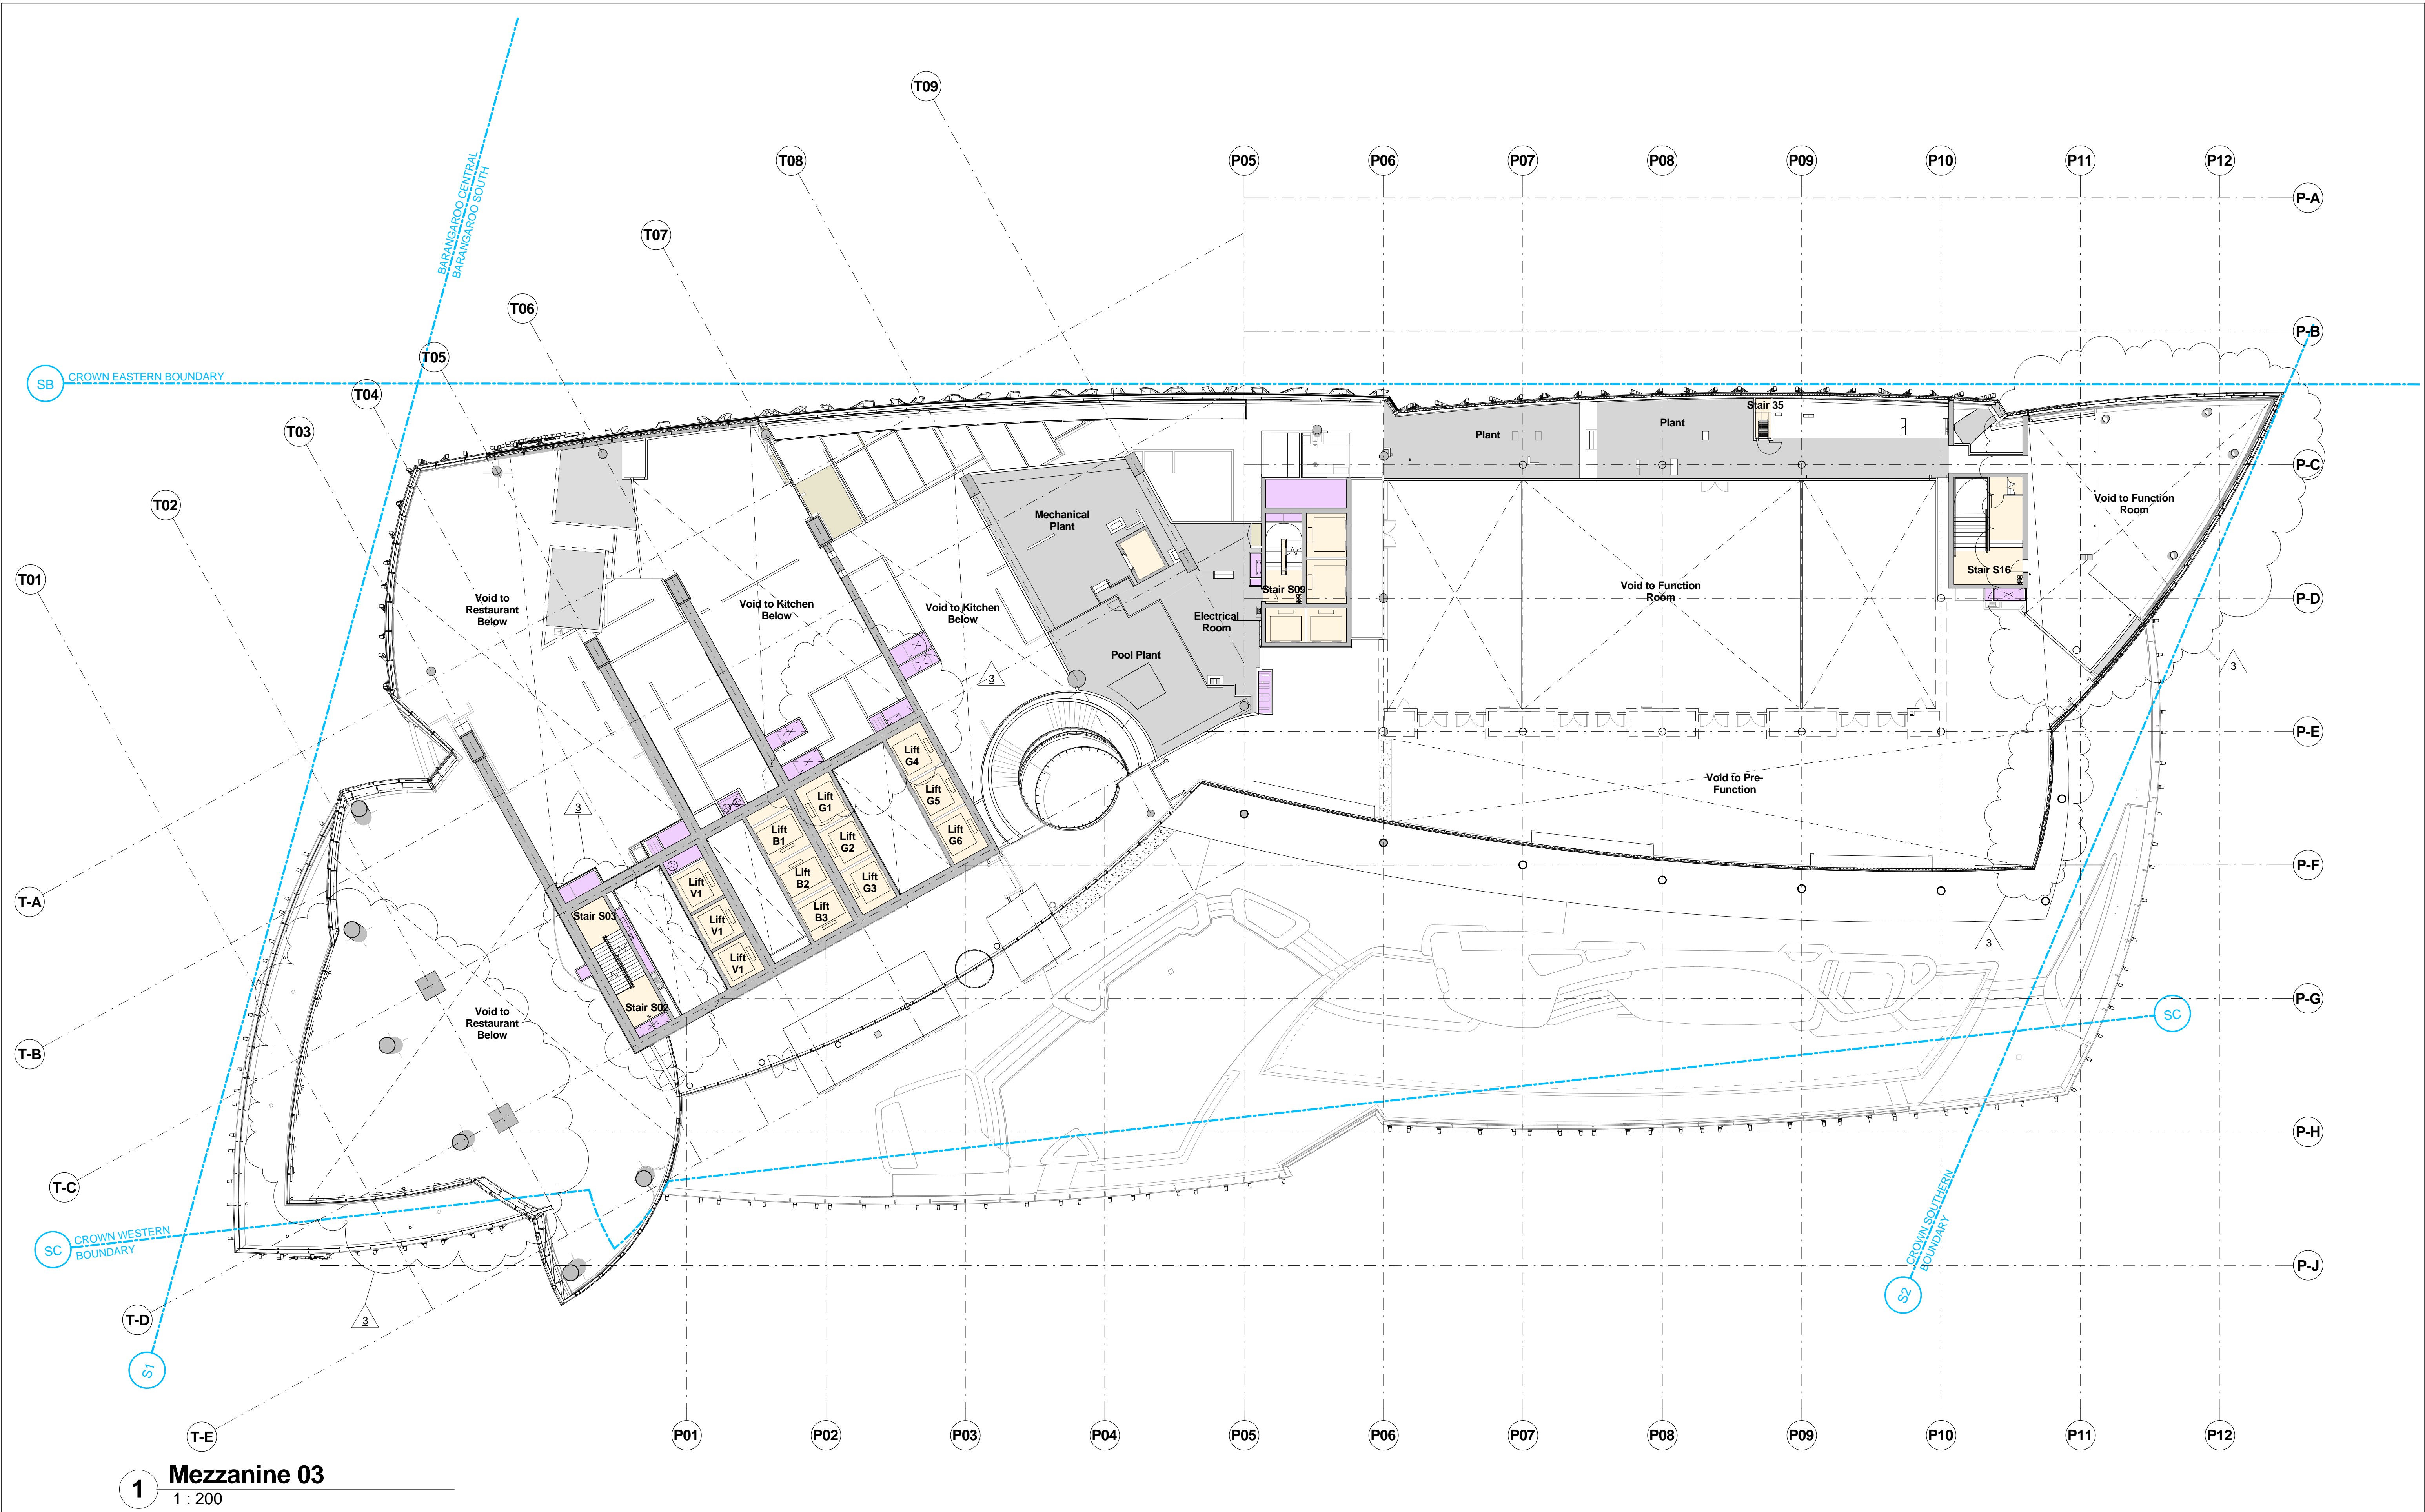 T09
T08
P05
P06
P07
P08
P09
P10
P11
P12
P-A
BARANGAROO CENTRAL
BARANGAROO SOUTH
T07
T06
P-B
T05
SB
CROWN EASTERN BOUNDARY
T04
T03
Stair 35
Plant
Plant
P-C
T02
Void to Function
Room
Mechanical
Plant
Stair S16
T01
Stair S09
Void to Function
Room
P-D
Void to
Restaurant
Below
Void to Kitchen
Below
Void to Kitchen
Below
Electrical
Room
Pool Plant
3
3
P-E
Lift
G4
Void to Pre-
Function
Lift
G5
Lift
G6
Lift
G1
Lift
G2
Lift
G3
3
Lift
B1
Lift
B2
Lift
B3
P-F
Lift
V1
Lift
V1
Lift
V1
T-A
Stair S03
3
Stair S02
P-G
Void to
Restaurant
Below
SC
T-B
P-H
T-C
CROWN SOUTHERN
BOUNDARY
SC
CROWN WESTERN
BOUNDARY
P-J
S2
T-D
3
S1
T-E
P01
P02
P03
P04
P05
P06
P07
P08
P09
P10
P11
P12
1
Mezzanine 03
1 : 200